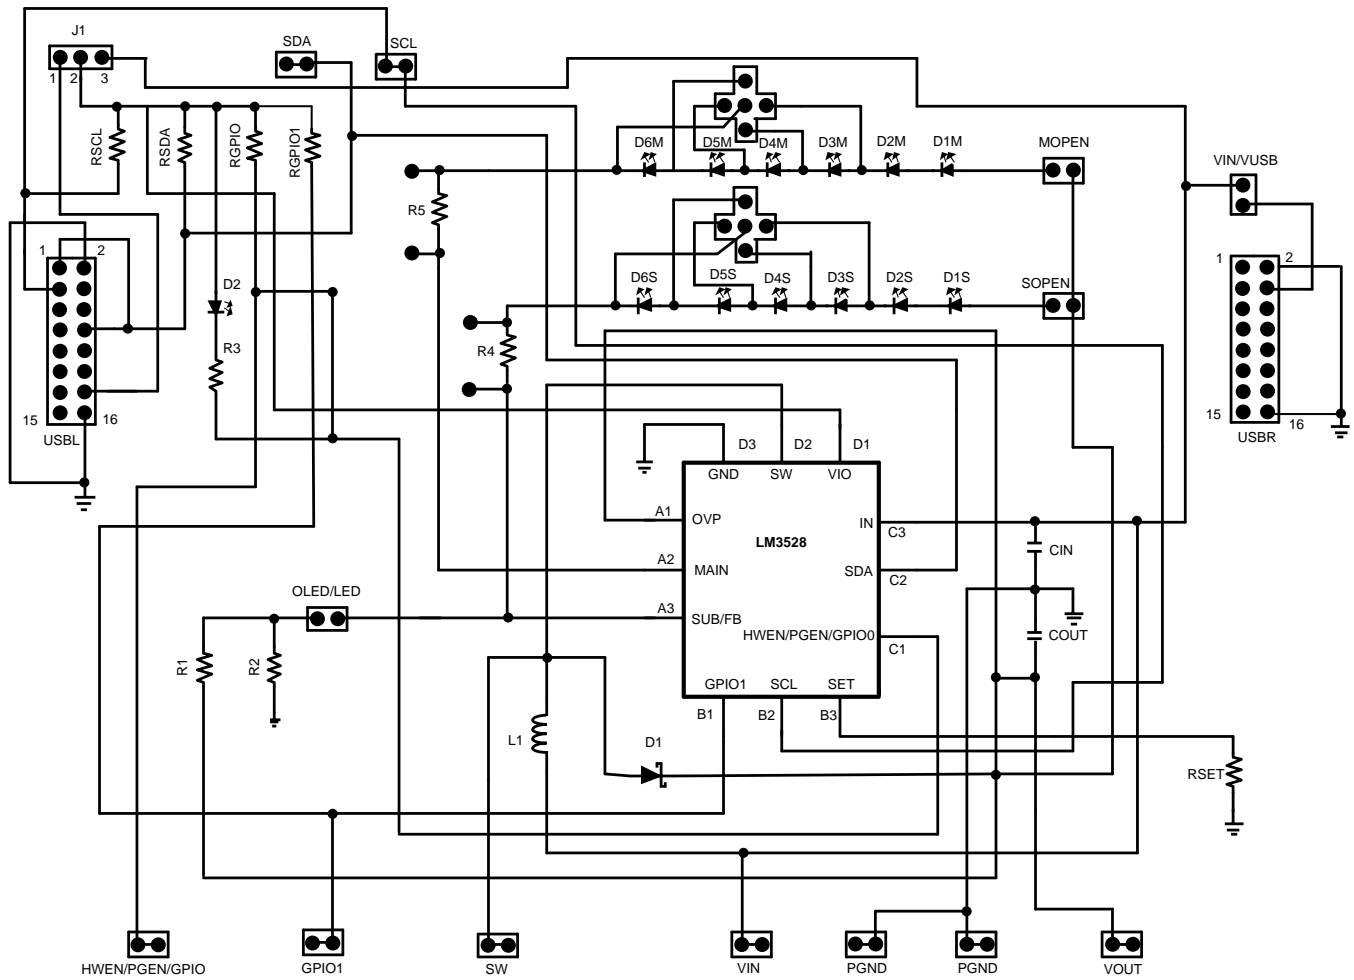 J1
SDA
SCL
1 2 3
RSCL
RSDA
RGPIO
RGPIO1
D6M
D5M
D4M
D3M
D2M
D1M
MOPEN
VIN/VUSB
R5
1
2
D2
D6S
D5S
D4S
D3S
D2S
D1S
SOPEN
1
2
R3
R4
15
16
USBL
15
16
USBR
D3
D2
D1
GND
SW
VIO
A1
OVP
IN
C3
LM3528
CIN
A2
MAIN
SDA
C2
OLED/LED
A3
SUB/FB
HWEN/PGEN/GPIO0
C1
COUT
R1
R2
GPIO1
SCL
SET
B1
B2
B3
L1
D1
RSET
HWEN/PGEN/GPIO
GPIO1
SW
VIN
PGND
PGND
VOUT